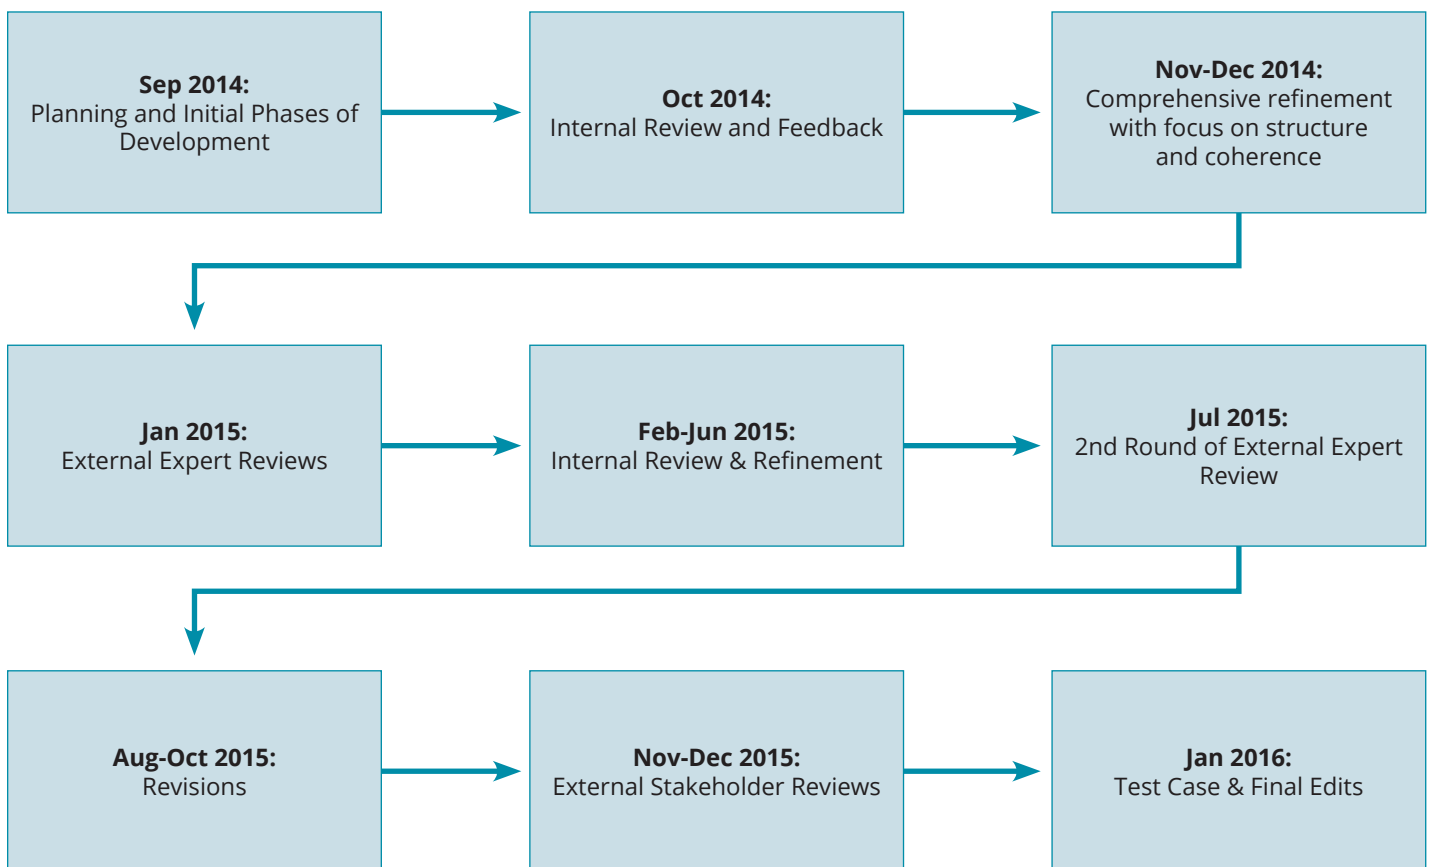 Sep 2014:
Planning and Initial Phases of
Development
Oct 2014:
Internal Review and Feedback
Nov-Dec 2014:
Comprehensive refinement
with focus on structure
and coherence
Jan 2015:
External Expert Reviews
Feb-Jun 2015:
Internal Review & Refinement
Jul 2015:
2nd Round of External Expert
Review
Aug-Oct 2015:
Revisions
Nov-Dec 2015:
External Stakeholder Reviews
Jan 2016:
Test Case & Final Edits